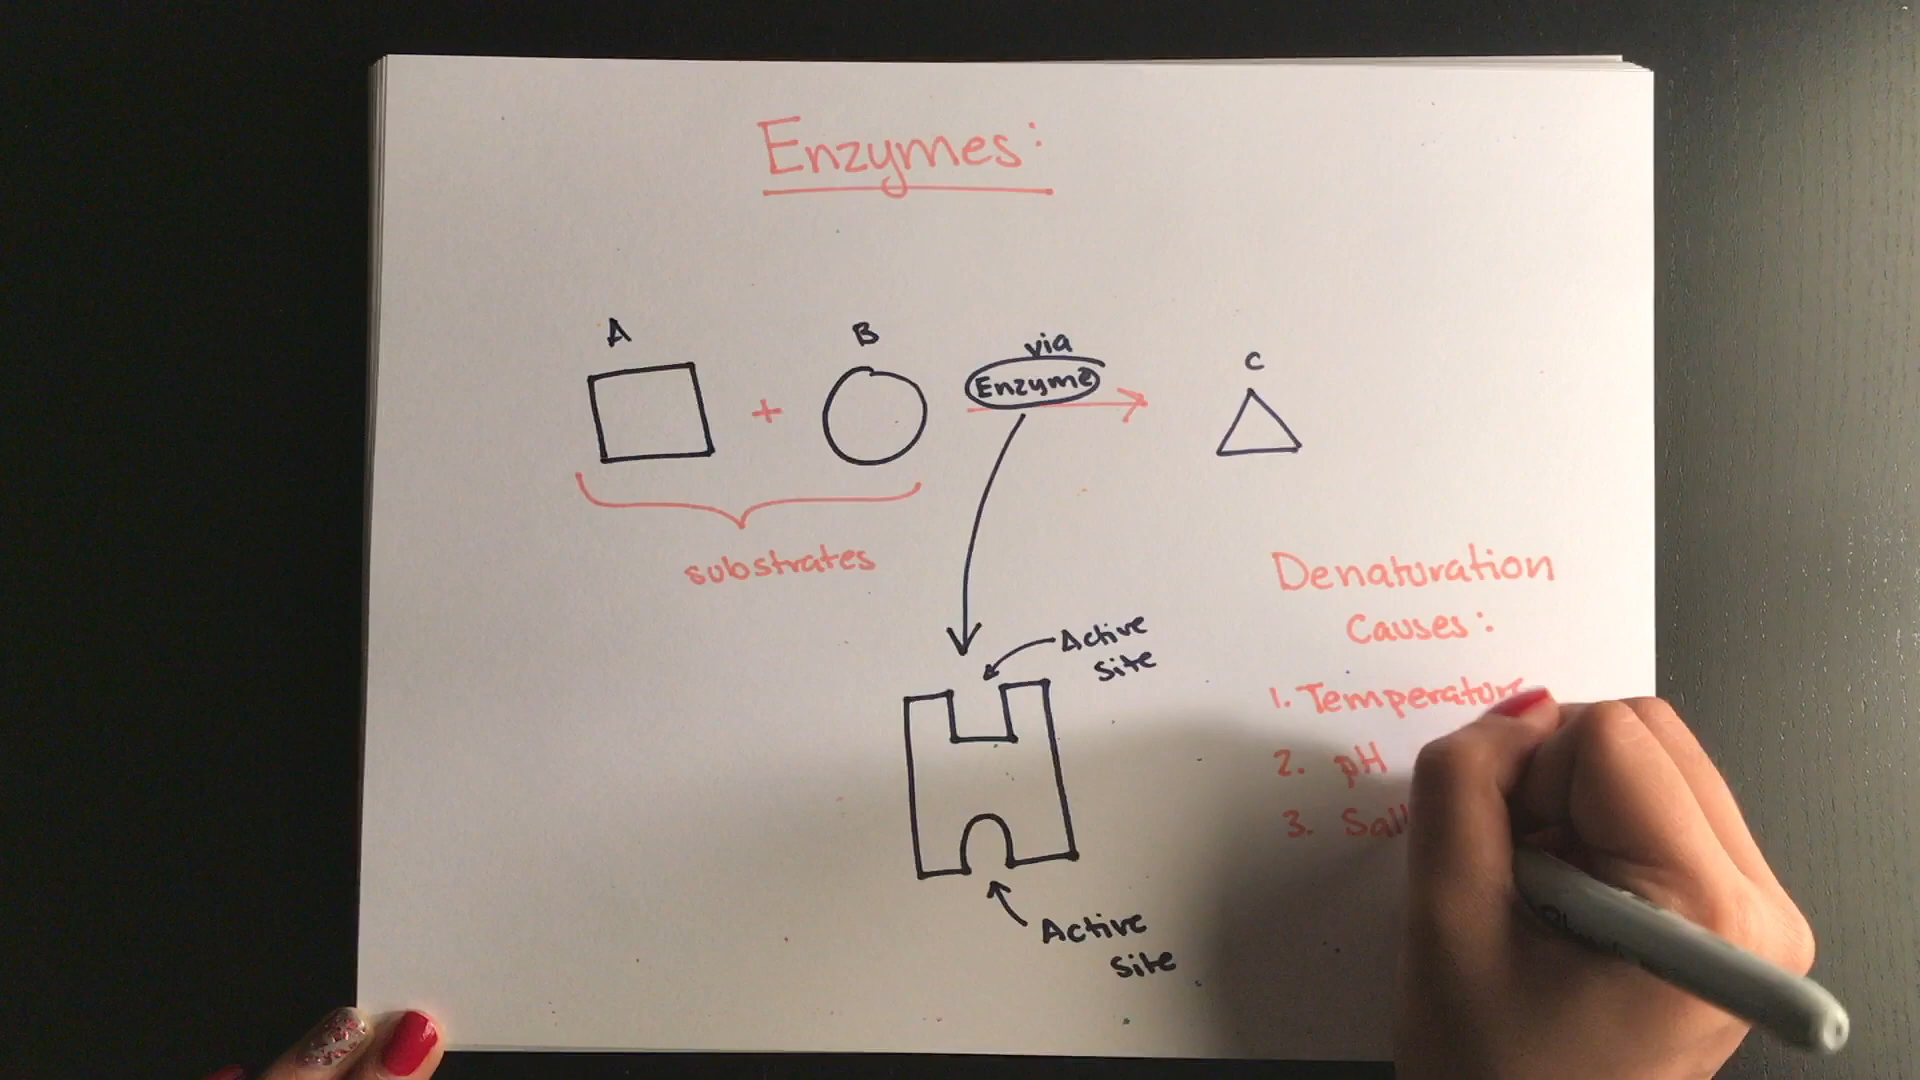 Enzymes:
A
B
via
Enzyme
C
substrates
Active
Site
Denaturation
Causes:
1. Temperature
2. pH
3.
Active
Site